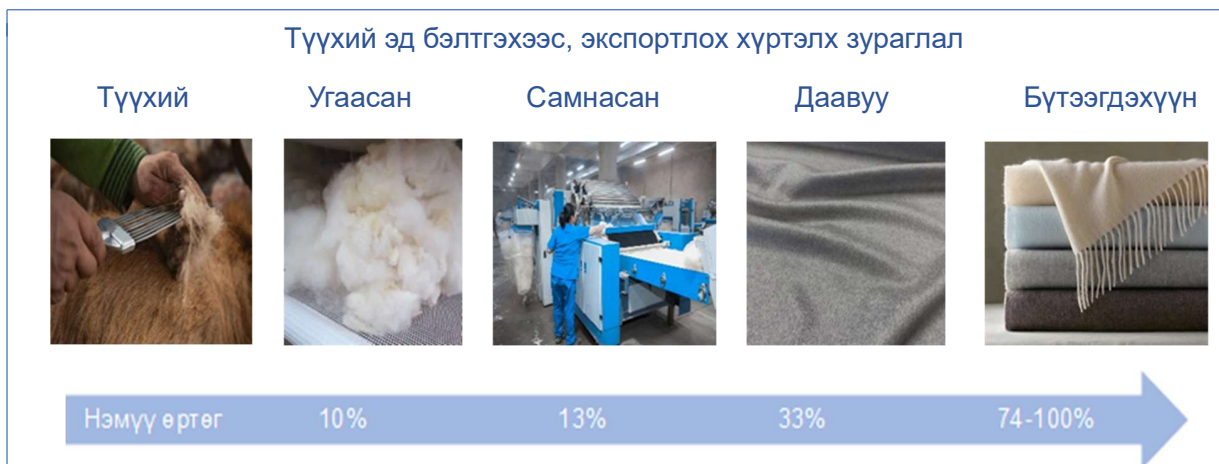 Түүхий эд бэлтгэхээс, экспортлох хүртэлх зураглал
Түүхий Угаасан Самнасан Даавуу Бүтээгдэхүүн
Нэмүү өртөг 10% 13% 33% 74-100%